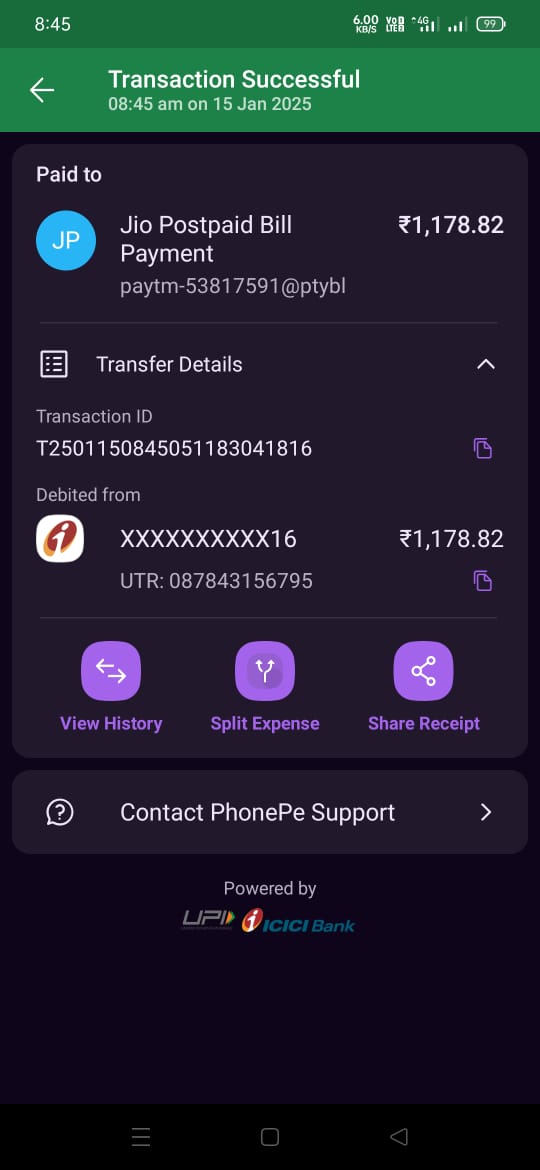 8:45
6.00 KB/S VoD LTE2 4G 99
Transaction Successful
08:45 am on 15 Jan 2025
Paid to
JP
Jio Postpaid Bill
Payment
₹1,178.82
paytm-53817591@ptybl
Transfer Details
Transaction ID
T2501150845051183041816
Debited from
XXXXXXXXXX16
₹1,178.82
UTR: 087843156795
View History
Split Expense
Share Receipt
Contact PhonePe Support
Powered by
UPI ICICI Bank